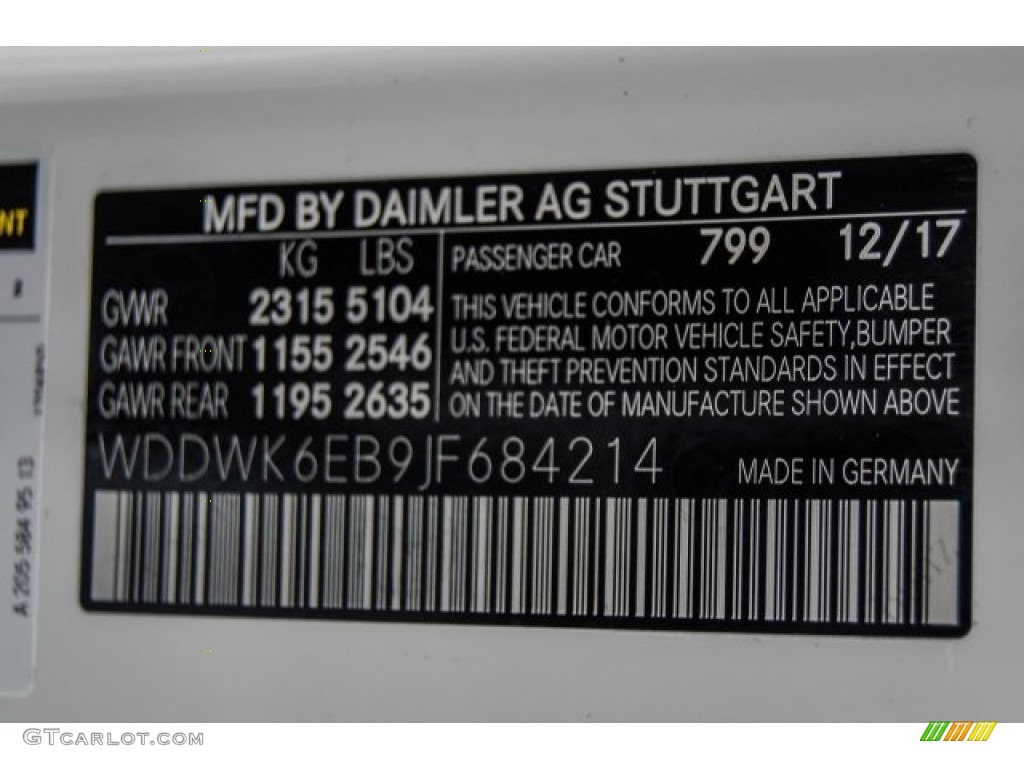 MFD BY DAIMLER AG STUTTGART
KG LBS
GVWR 2315 5104
GAWR FRONT 1155 2546
GAWR REAR 1195 2635
PASSENGER CAR 799 12/17
THIS VEHICLE CONFORMS TO ALL APPLICABLE
U.S. FEDERAL MOTOR VEHICLE SAFETY,BUMPER
AND THEFT PREVENTION STANDARDS IN EFFECT
ON THE DATE OF MANUFACTURE SHOWN ABOVE
WDDWK6EB9JF684214 MADE IN GERMANY
NT
A 205 584 95 13
GTCARLOT.COM